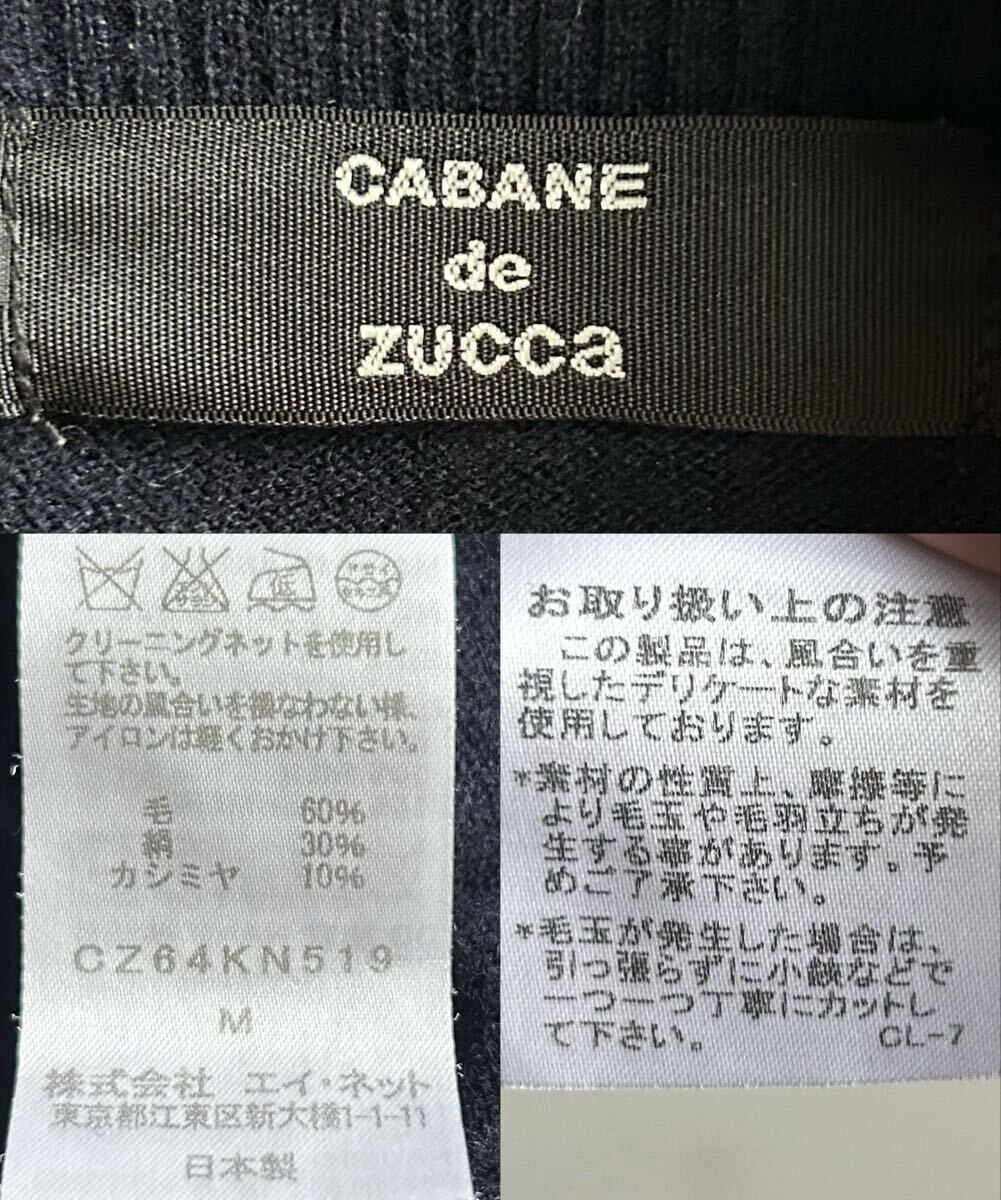 CABANE
de
ZUCCa
クリーニングネットを使用し
て下さい。
生地の風合いを損なわない様、
アイロンは軽くおかけ下さい。
毛 60%
絹 30%
カシミヤ 10%
CZ64KN519
M
株式会社 エイ・ネット
東京都江東区新大橋1-1-11
日本製
お取り扱い上の注意
この製品は、風合いを重
視したデリケートな素材を
使用しております。
*素材の性質上、摩擦等に
より毛玉や毛羽立ちが発
生する事があります。予
めご了承下さい。
*毛玉が発生した場合は、
引っ張らずに小鋏などで
一つ一つ丁寧にカットし
て下さい。 CL-7